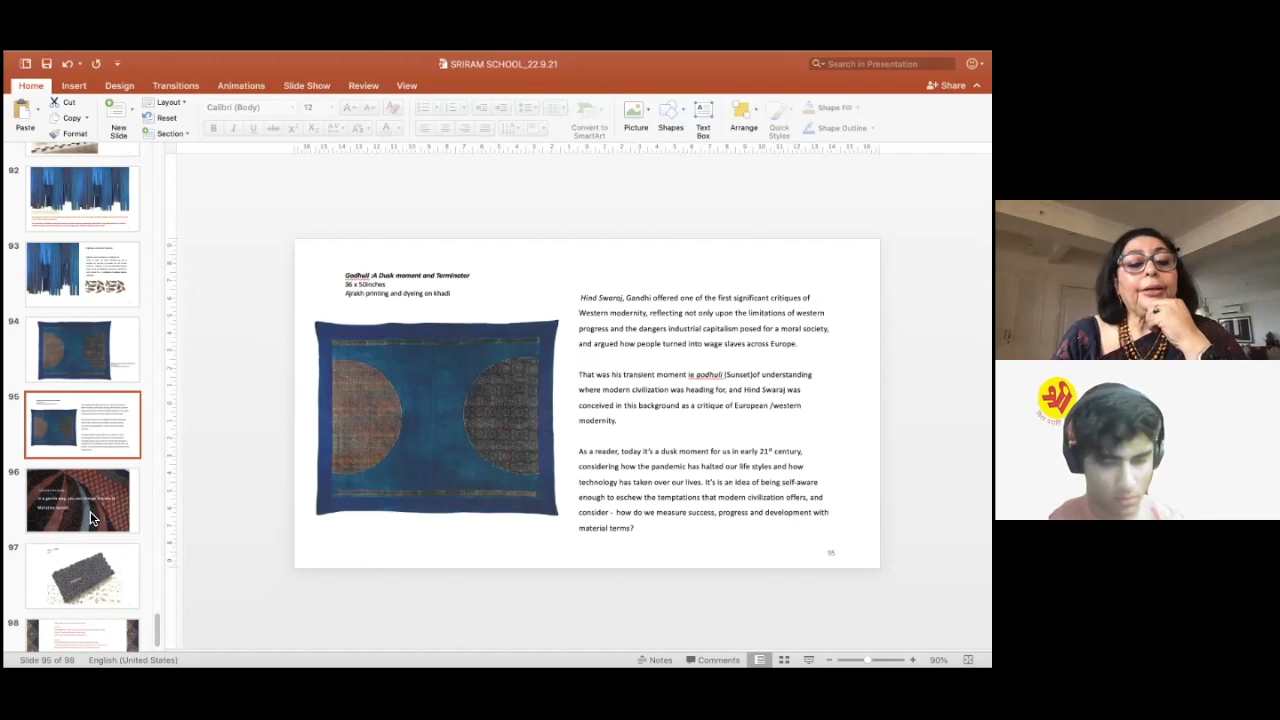 SRIRAM SCHOOL_22.9.21
Search in Presentation
Home Insert Design Transitions Animations Slide Show Review View
Share
Paste
Cut
Copy
Format
New Slide
Layout
Reset
Section
Calibri (Body) 12
Convert to SmartArt
Picture
Shapes
Text Box
Arrange
Quick Styles
Shape Fill
Shape Outline
92
93
94
95
96
97
98
Godhuli :A Dusk moment and Terminator
36 x 50inches
Ajrakh printing and dyeing on khadi
Hind Swaraj, Gandhi offered one of the first significant critiques of
Western modernity, reflecting not only upon the limitations of western
progress and the dangers industrial capitalism posed for a moral society,
and argued how people turned into wage slaves across Europe.
That was his transient moment ie godhuli (Sunset)of understanding
where modern civilization was heading for, and Hind Swaraj was
conceived in this background as a critique of European /western
modernity.
As a reader, today it's a dusk moment for us in early 21st century,
considering how the pandemic has halted our life styles and how
technology has taken over our lives. It's is an idea of being self-aware
enough to eschew the temptations that modern civilization offers, and
consider - how do we measure success, progress and development with
material terms?
95
Slide 95 of 98 English (United States)
Notes Comments 90%